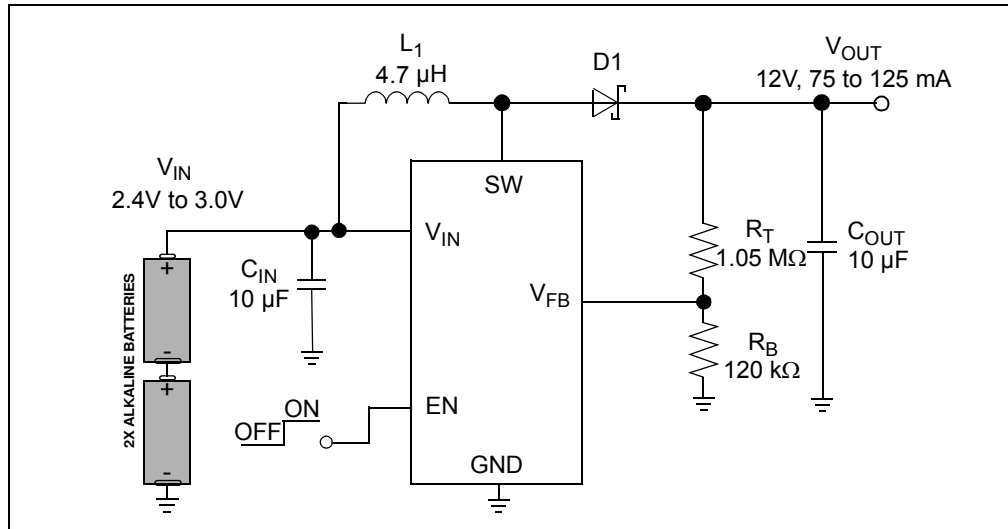 L1
4.7 µH
D1
VOUT
12V, 75 to 125 mA
VIN
2.4V to 3.0V
SW
VIN
CIN
10 µF
RT
1.05 MΩ
COUT
10 µF
VFB
RB
120 kΩ
2X ALKALINE BATTERIES
+
-
+
-
EN
ON
OFF
GND